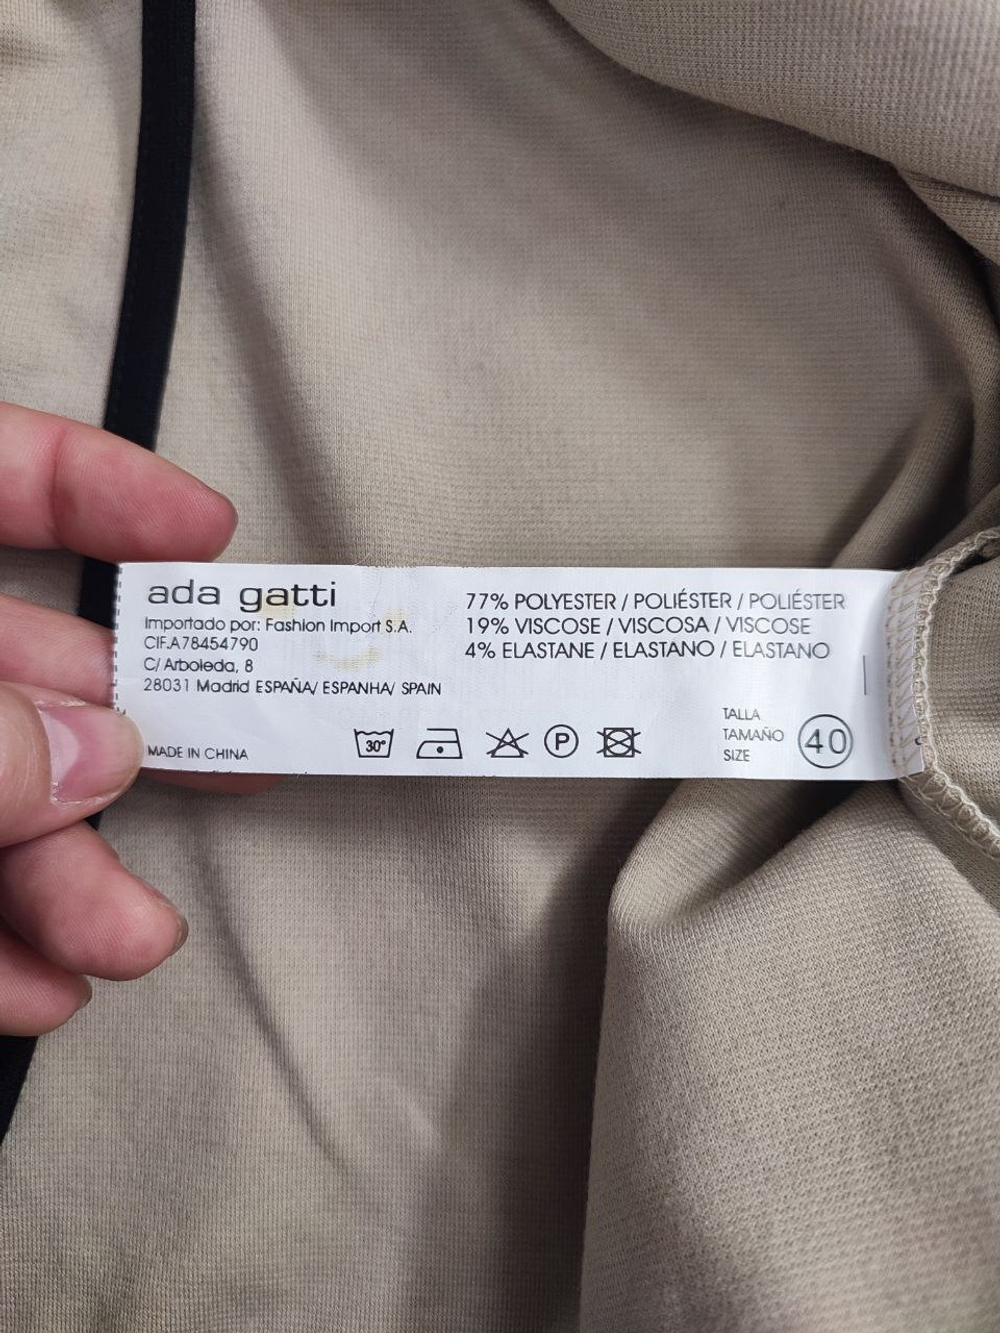 ada gatti
Importado por: Fashion Import S.A.
CIF.A78454790
C/ Arboleda, 8
28031 Madrid ESPAÑA/ ESPANHA/ SPAIN
MADE IN CHINA
30°
P
77% POLYESTER / POLIÉSTER / POLIÉSTER
19% VISCOSE / VISCOSA / VISCOSE
4% ELASTANE / ELASTANO / ELASTANO
TALLA
TAMAÑO
SIZE
40